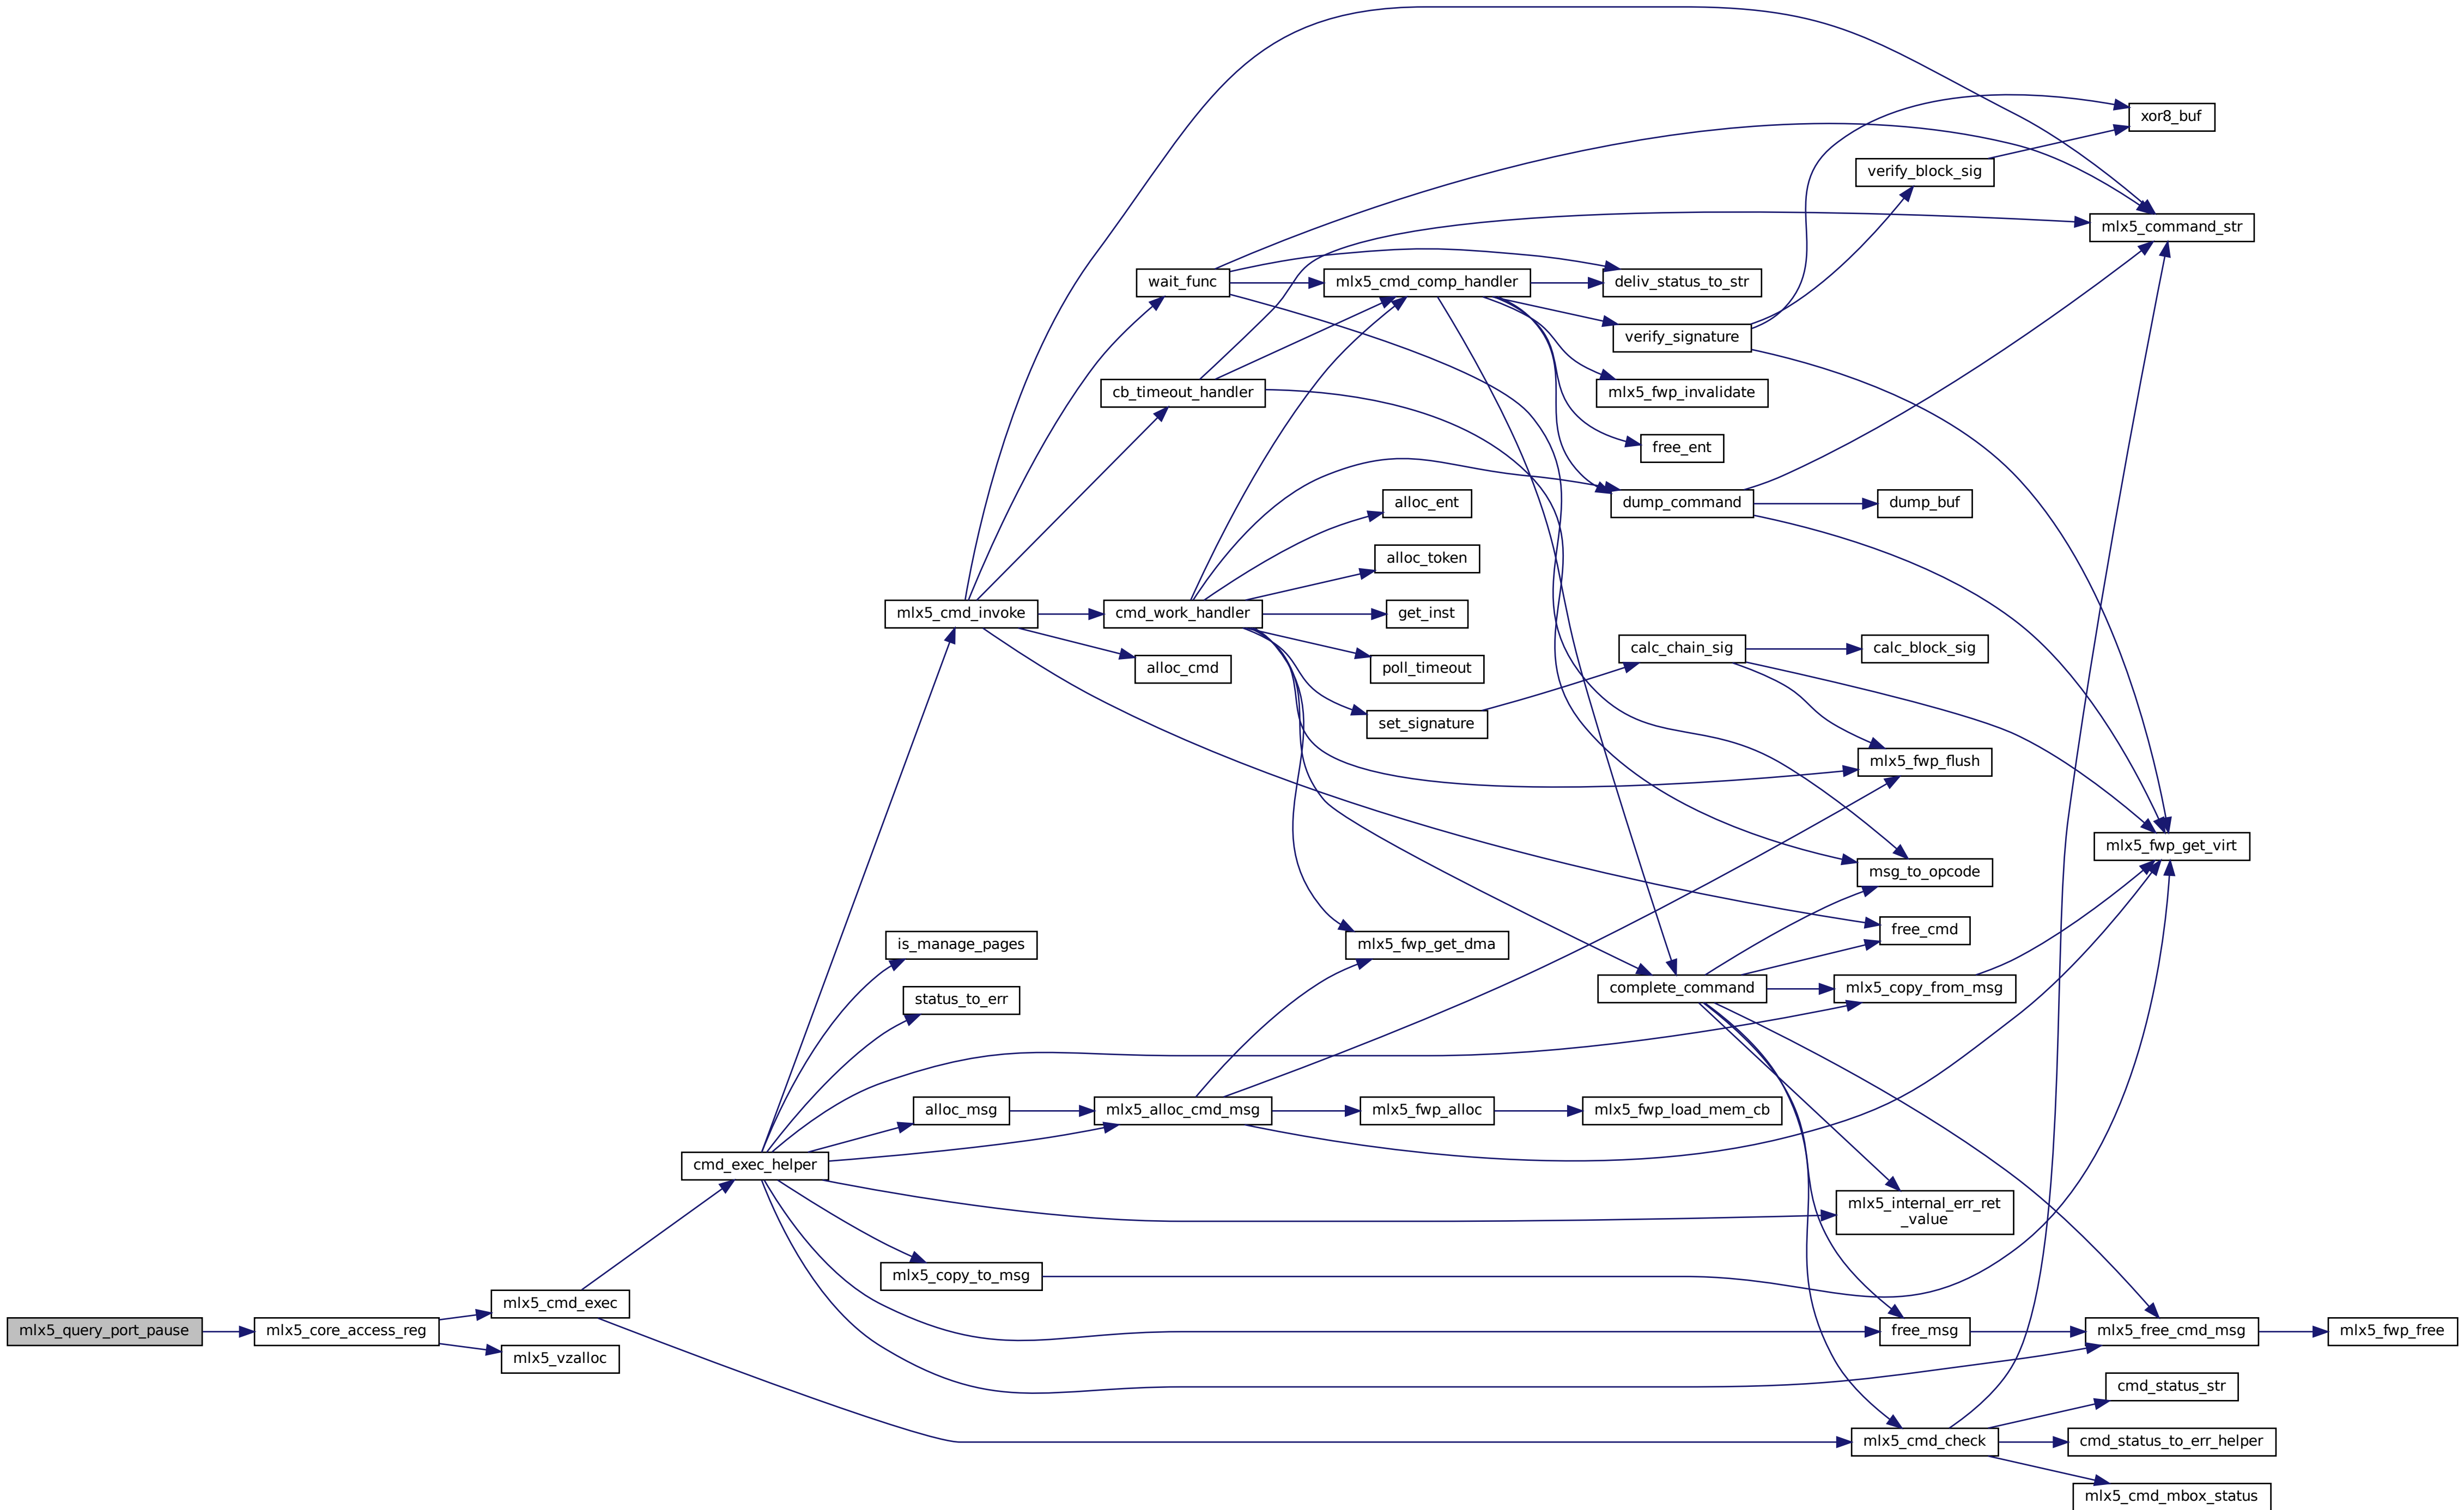 xor8_buf
verify_block_sig
mlx5_command_str
wait_func
mlx5_cmd_comp_handler
deliv_status_to_str
verify_signature
cb_timeout_handler
mlx5_fwp_invalidate
free_ent
alloc_ent
dump_command
dump_buf
alloc_token
mlx5_cmd_invoke
cmd_work_handler
get_inst
calc_chain_sig
calc_block_sig
alloc_cmd
poll_timeout
set_signature
mlx5_fwp_flush
mlx5_fwp_get_virt
msg_to_opcode
free_cmd
is_manage_pages
mlx5_fwp_get_dma
status_to_err
complete_command
mlx5_copy_from_msg
alloc_msg
mlx5_alloc_cmd_msg
mlx5_fwp_alloc
mlx5_fwp_load_mem_cb
cmd_exec_helper
mlx5_internal_err_ret
_value
mlx5_copy_to_msg
mlx5_cmd_exec
mlx5_query_port_pause
mlx5_core_access_reg
free_msg
mlx5_free_cmd_msg
mlx5_fwp_free
mlx5_vzalloc
cmd_status_str
mlx5_cmd_check
cmd_status_to_err_helper
mlx5_cmd_mbox_status